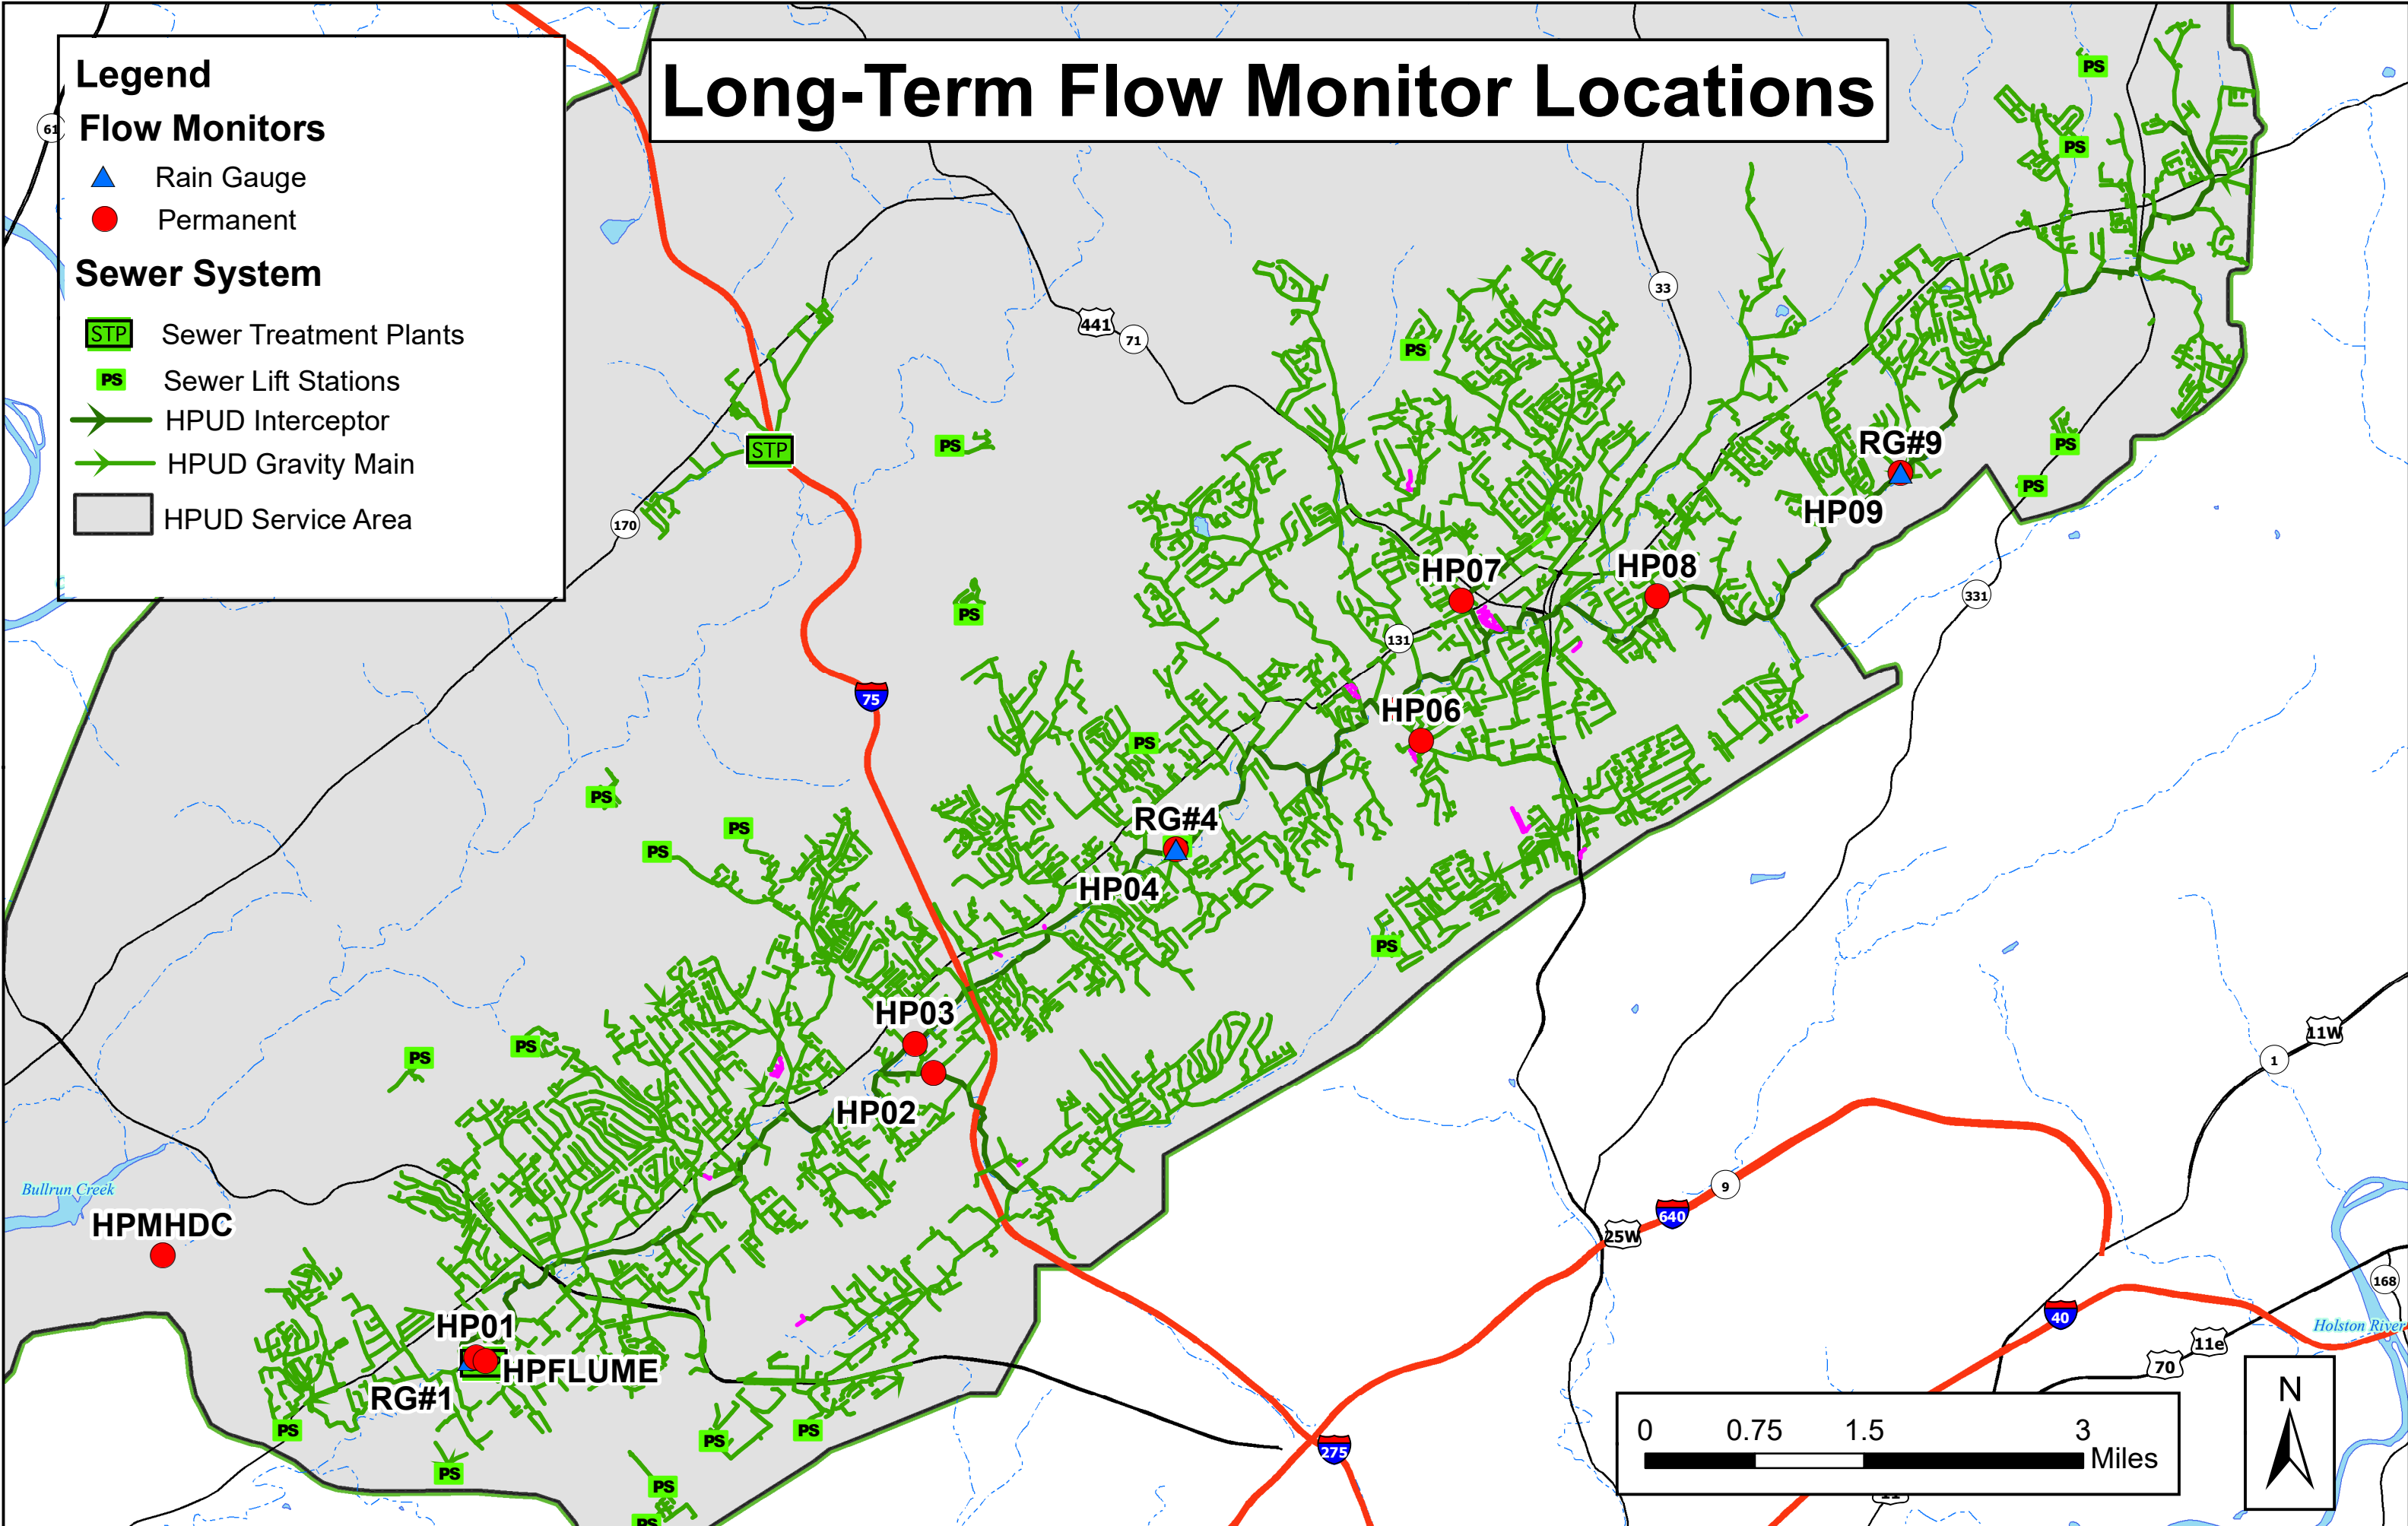 Long-Term Flow Monitor Locations
Legend
Flow Monitors
Rain Gauge
Permanent
Sewer System
STP Sewer Treatment Plants
PS Sewer Lift Stations
HPUD Interceptor
HPUD Gravity Main
HPUD Service Area
61
PS
PS
33
441
71
PS
STP
PS
RG#9
PS
PS
HP09
170
HP07
HP08
331
PS
131
75
HP06
PS
PS
RG#4
PS
PS
HP04
PS
HP03
11W
PS
PS
1
HP02
Bullrun Creek
9
640
HPMHDC
25W
168
40
Holston River
HP01
11e
HPFLUME
70
RG#1
PS
PS
PS
275
PS
PS
PS
0 0.75 1.5 3
Miles
N